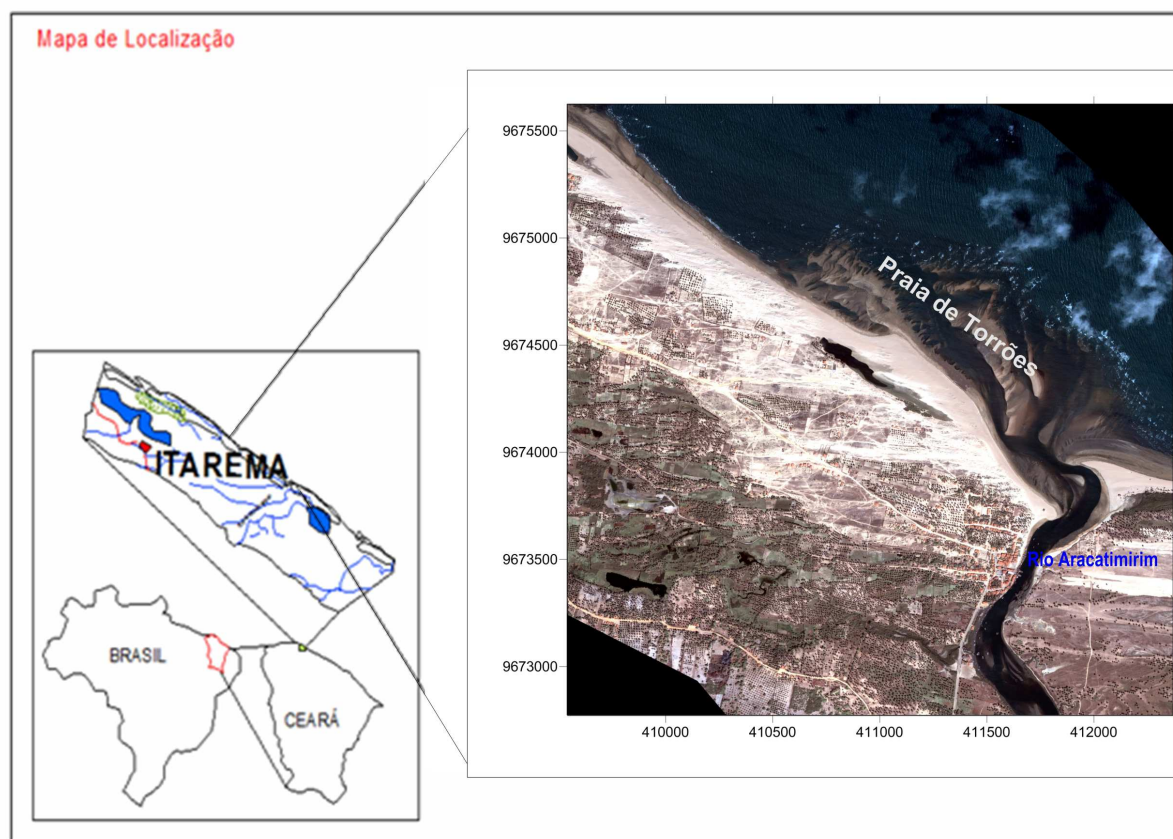 Mapa de Localização
9675500
9675000
9674500
9674000
9673500
9673000
410000
410500
411000
411500
412000
Praia de Torrões
Rio Aracatimirim
ITAREMA
BRASIL
CEARÁ